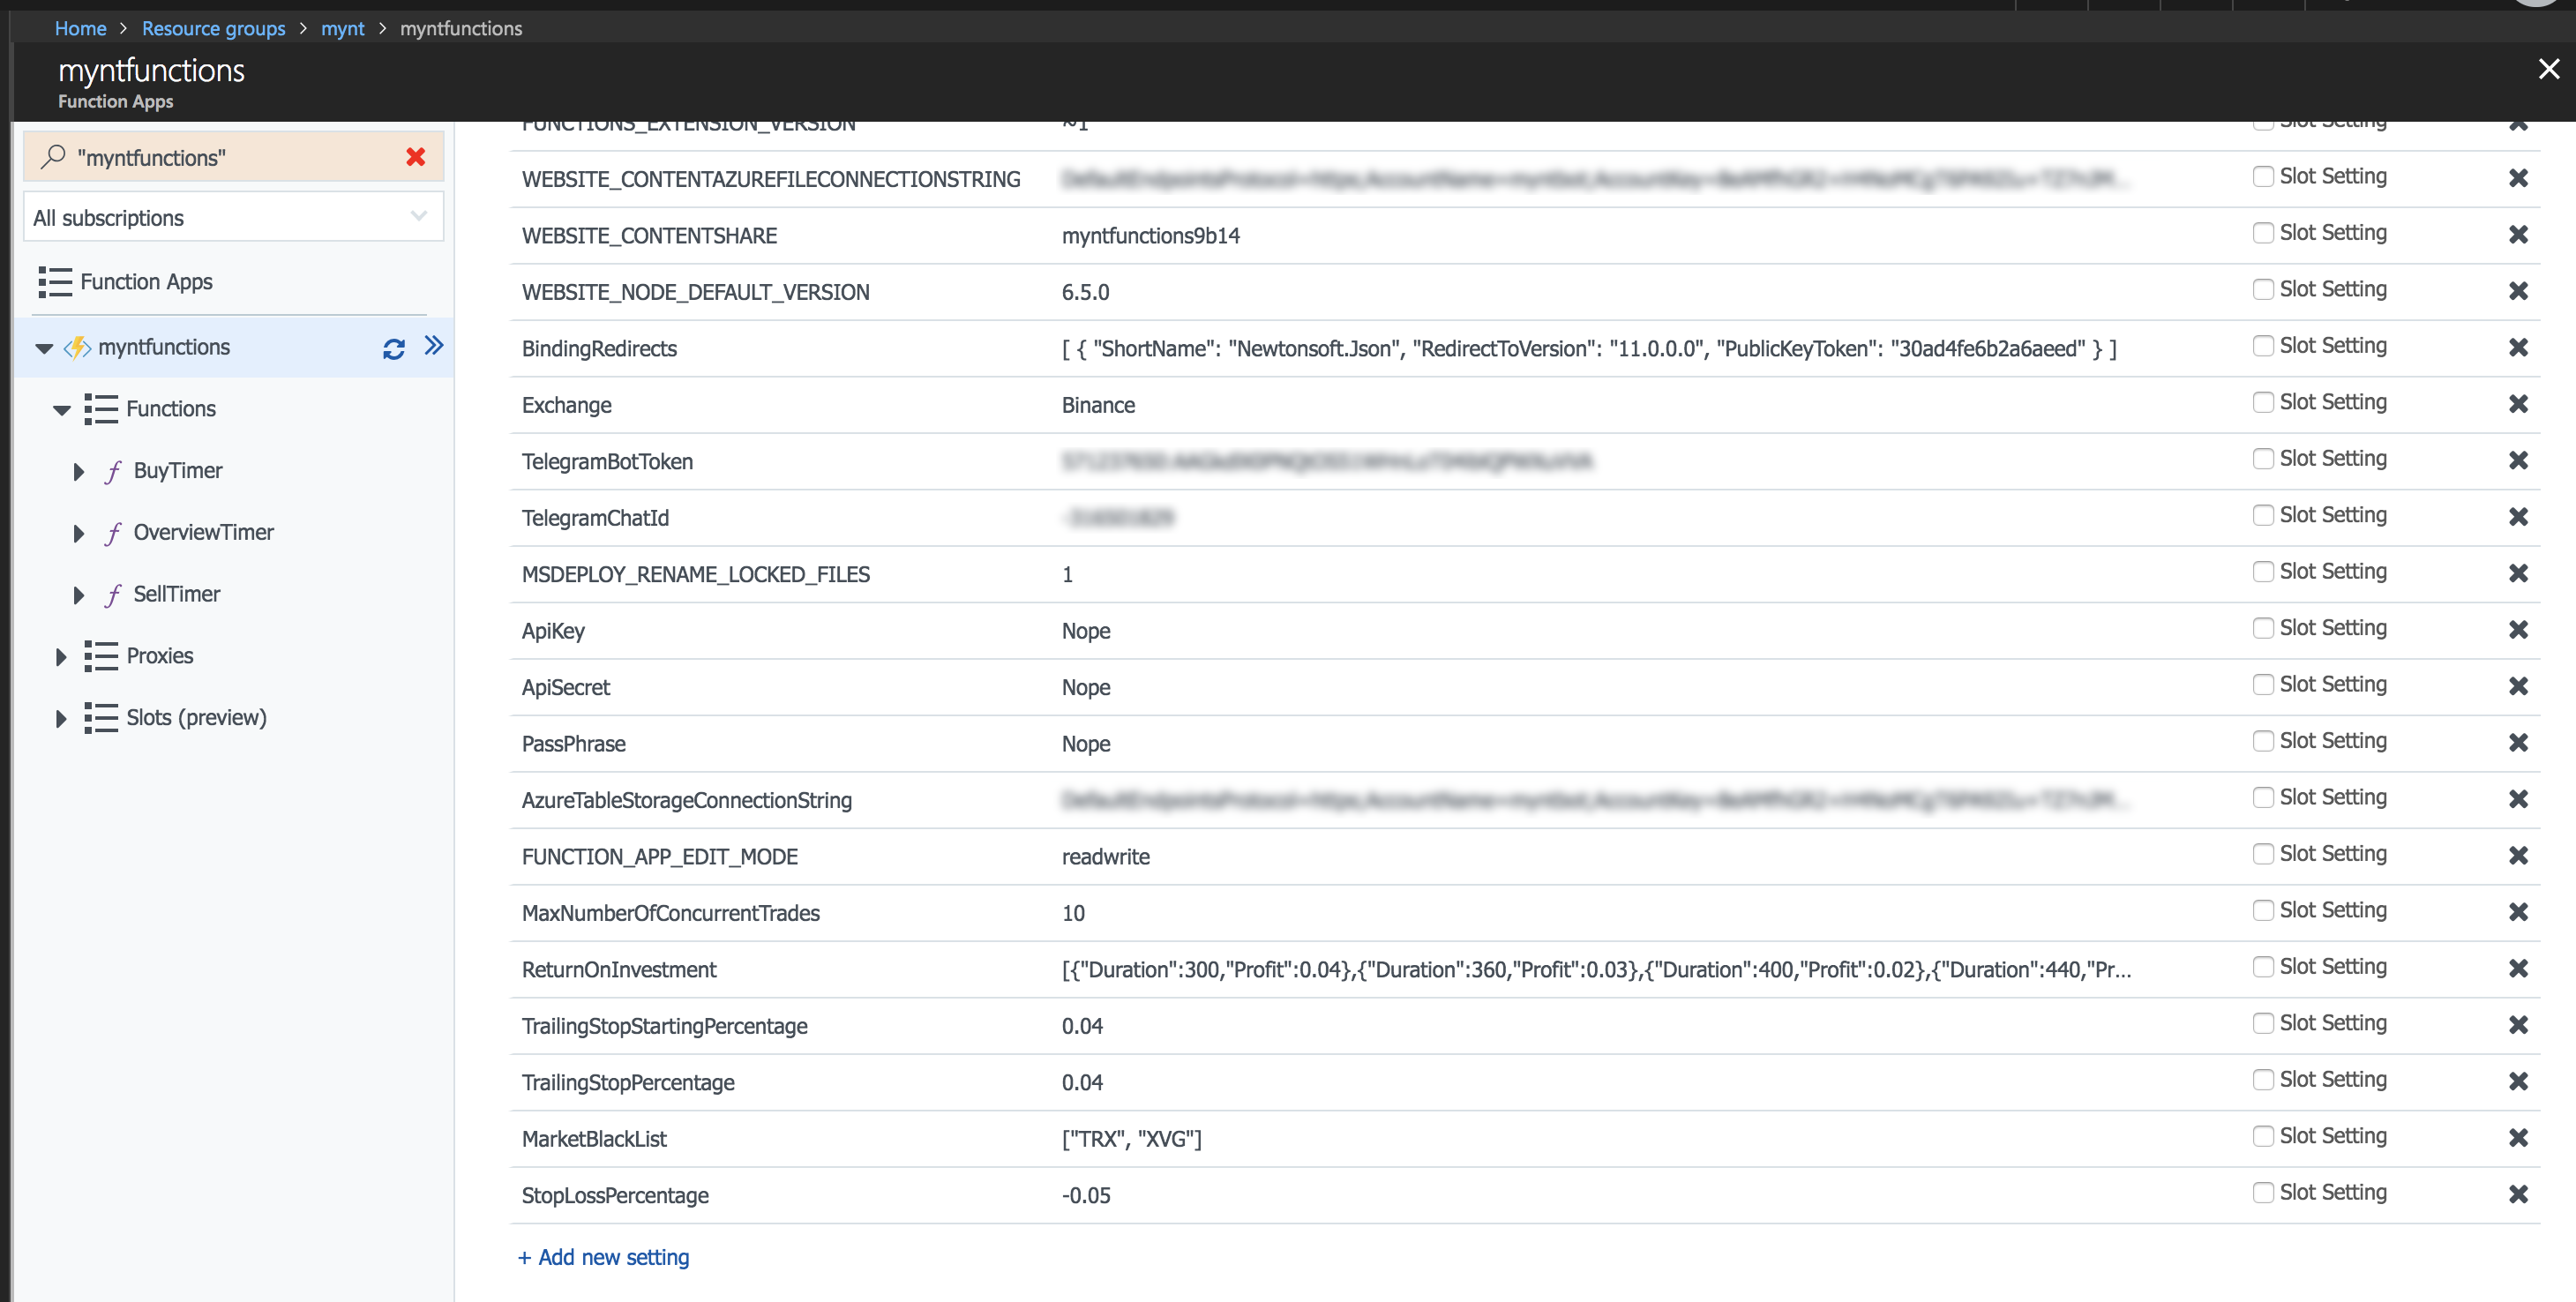 Home > Resource groups > mynt > myntfunctions
myntfunctions
Function Apps
"myntfunctions"
All subscriptions
Function Apps
myntfunctions
Functions
BuyTimer
OverviewTimer
SellTimer
Proxies
Slots (preview)
FUNCTIONS_EXTENSION_VERSION ~1 Slot Setting
WEBSITE_CONTENTAZUREFILECONNECTIONSTRING Slot Setting
WEBSITE_CONTENTSHARE myntfunctions9b14 Slot Setting
WEBSITE_NODE_DEFAULT_VERSION 6.5.0 Slot Setting
BindingRedirects [ { "ShortName": "Newtonsoft.Json", "RedirectToVersion": "11.0.0.0", "PublicKeyToken": "30ad4fe6b2a6aeed" } ] Slot Setting
Exchange Binance Slot Setting
TelegramBotToken Slot Setting
TelegramChatId Slot Setting
MSDEPLOY_RENAME_LOCKED_FILES 1 Slot Setting
ApiKey Nope Slot Setting
ApiSecret Nope Slot Setting
PassPhrase Nope Slot Setting
AzureTableStorageConnectionString Slot Setting
FUNCTION_APP_EDIT_MODE readwrite Slot Setting
MaxNumberOfConcurrentTrades 10 Slot Setting
ReturnOnInvestment [{"Duration":300,"Profit":0.04},{"Duration":360,"Profit":0.03},{"Duration":400,"Profit":0.02},{"Duration":440,"Pr... Slot Setting
TrailingStopStartingPercentage 0.04 Slot Setting
TrailingStopPercentage 0.04 Slot Setting
MarketBlackList ["TRX", "XVG"] Slot Setting
StopLossPercentage -0.05 Slot Setting
+ Add new setting